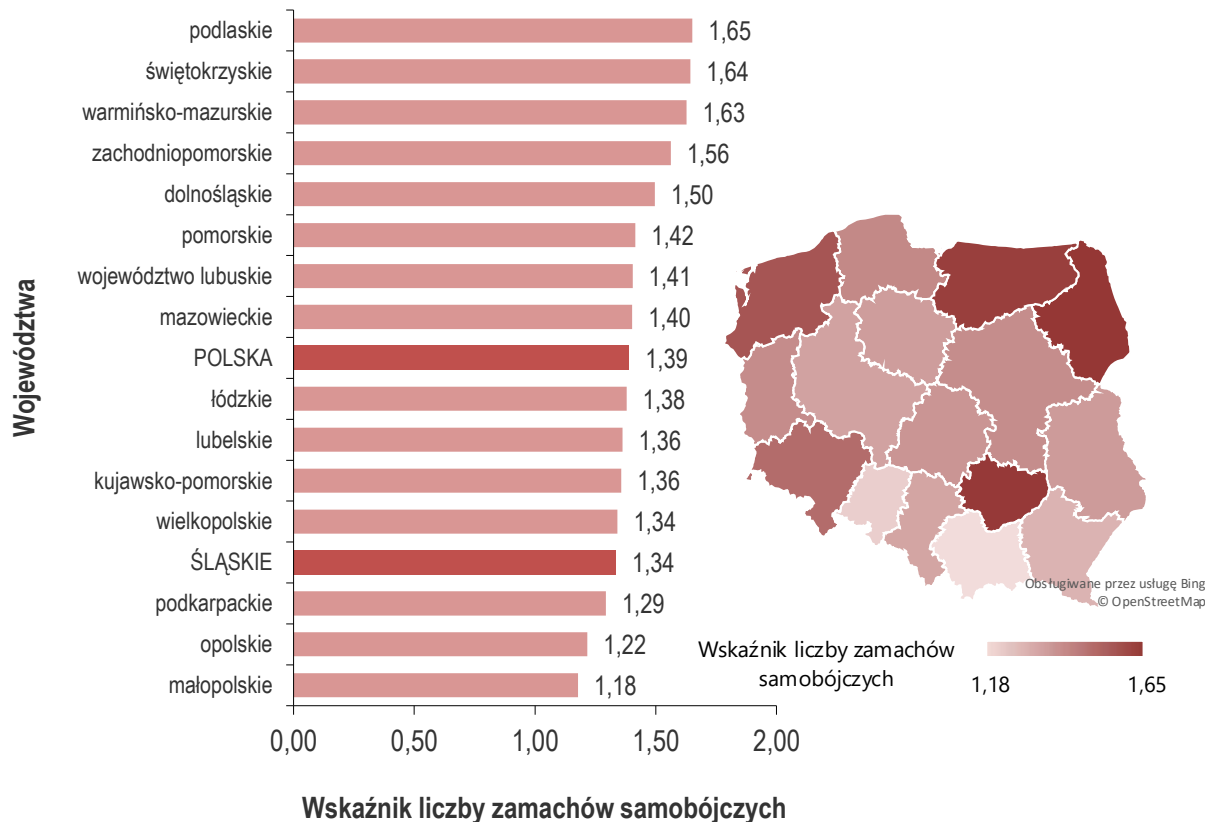 Województwa
podlaskie 1,65
świętokrzyskie 1,64
warmińsko-mazurskie 1,63
zachodniopomorskie 1,56
dolnośląskie 1,50
pomorskie 1,42
województwo lubuskie 1,41
mazowieckie 1,40
POLSKA 1,39
łódzkie 1,38
lubelskie 1,36
kujawsko-pomorskie 1,36
wielkopolskie 1,34
ŚLĄSKIE 1,34
podkarpackie 1,29
opolskie 1,22
małopolskie 1,18
0,00 0,50 1,00 1,50 2,00
Wskaźnik liczby zamachów samobójczych
Obsługiwane przez usługę Bing
© OpenStreetMap
Wskaźnik liczby zamachów
samobójczych
1,18 1,65